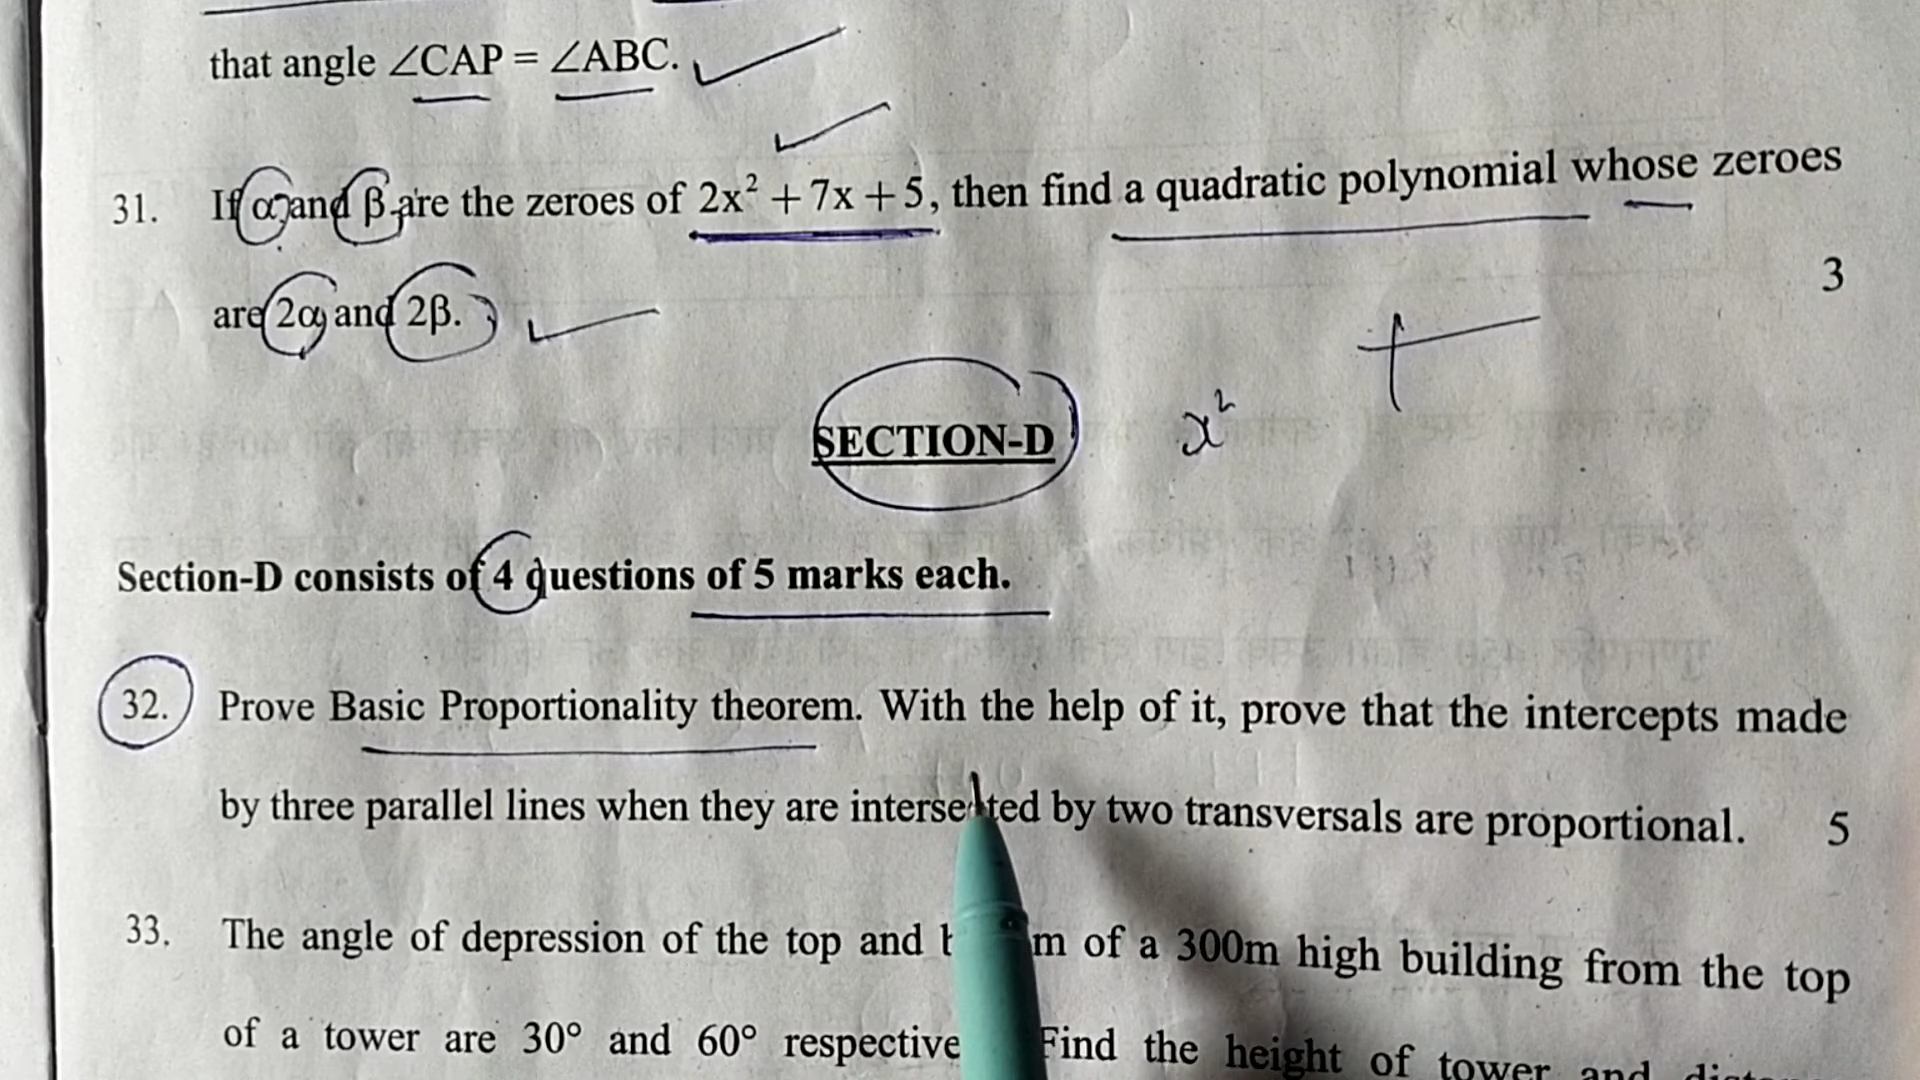 that angle ∠CAP = ∠ABC.
31. If α and β are the zeroes of 2x² + 7x + 5, then find a quadratic polynomial whose zeroes
are 2α and 2β. 3
SECTION-D x²
Section-D consists of 4 questions of 5 marks each.
32. Prove Basic Proportionality theorem. With the help of it, prove that the intercepts made
by three parallel lines when they are intersected by two transversals are proportional. 5
33. The angle of depression of the top and of a 300m high building from the top
of a tower are 30° and 60° Find the height of tower and